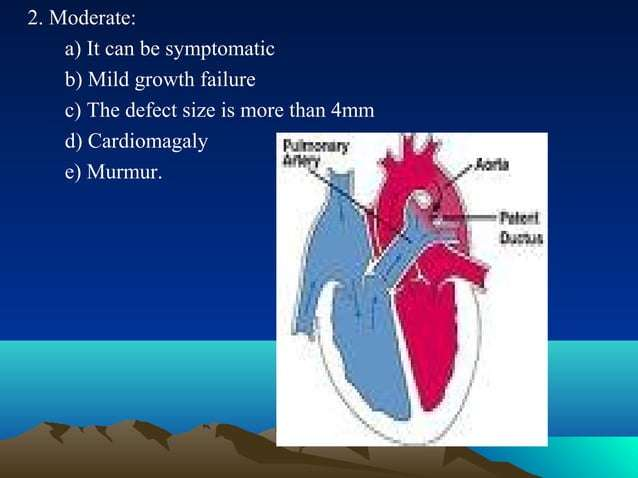 2. Moderate:
a) It can be symptomatic
b) Mild growth failure
c) The defect size is more than 4mm
d) Cardiomagaly
e) Murmur.
Pulmonary
Artery
Aorta
Patent
Ductus